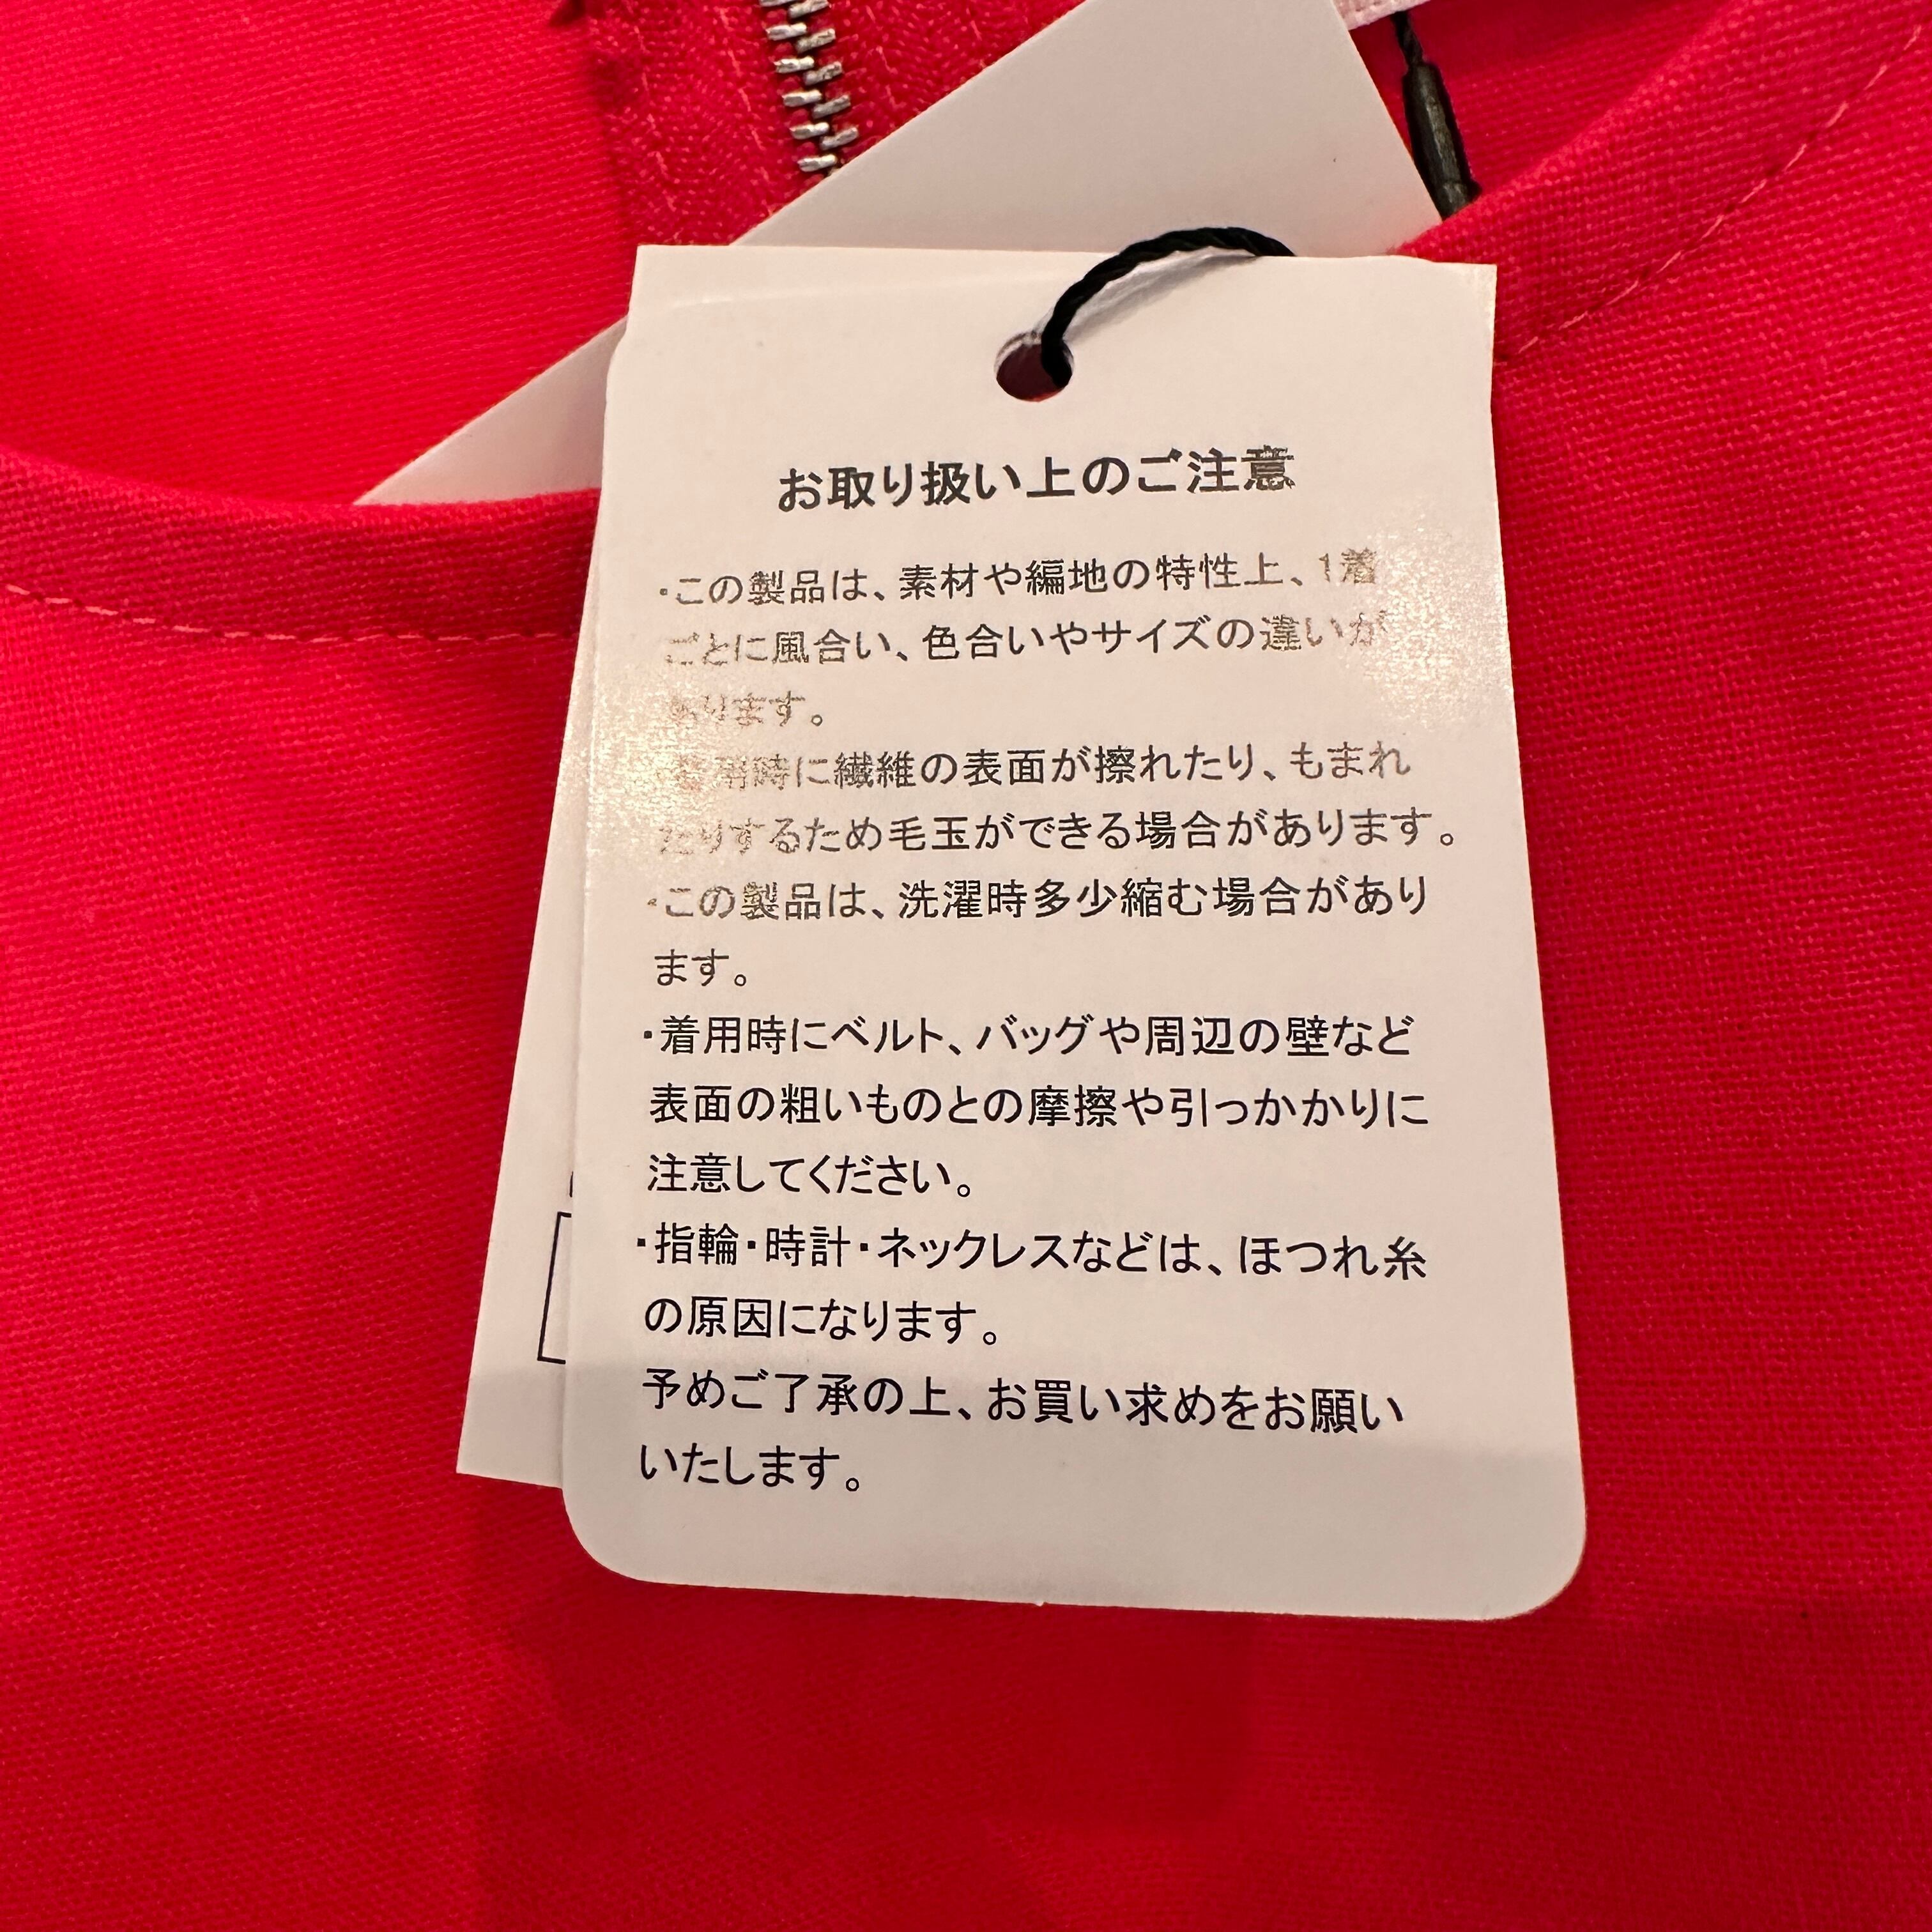 お取り扱い上のご注意
・この製品は、素材や編地の特性上、1着
ごとに風合い、色合いやサイズの違いが
あります。
・着用時に繊維の表面が擦れたり、もまれ
たりするため毛玉ができる場合があります。
・この製品は、洗濯時多少縮む場合があり
ます。
・着用時にベルト、バッグや周辺の壁など
表面の粗いものとの摩擦や引っかかりに
注意してください。
・指輪・時計・ネックレスなどは、ほつれ糸
の原因になります。
予めご了承の上、お買い求めをお願い
いたします。